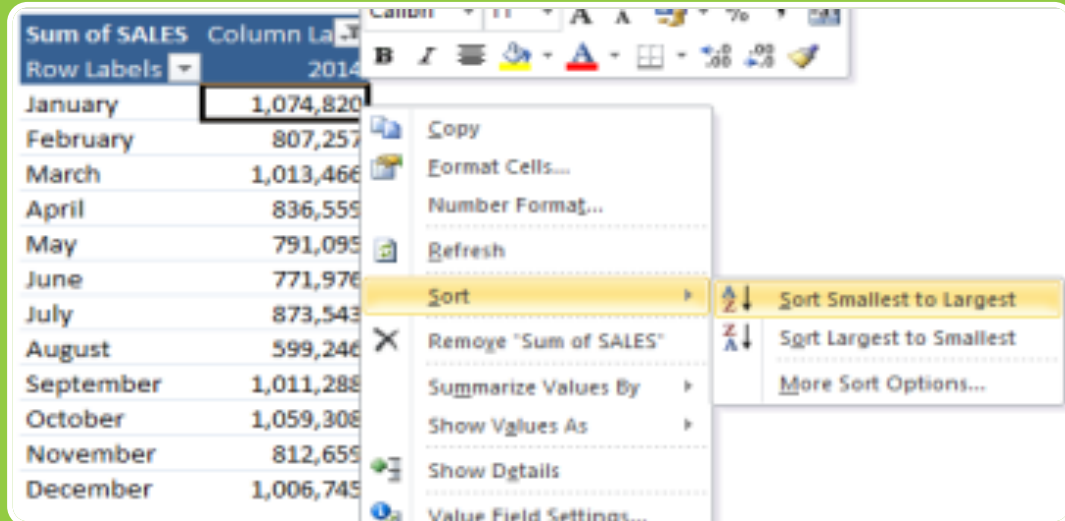 Calibri 11 A A % ,
B I A
Sum of SALES Column La
Row Labels 2014
January 1,074,820
February 807,257
March 1,013,466
April 836,559
May 791,095
June 771,976
July 873,543
August 599,246
September 1,011,288
October 1,059,308
November 812,659
December 1,006,745
Copy
Format Cells...
Number Format...
Refresh
Sort
Remove "Sum of SALES"
Summarize Values By
Show Values As
Show Details
Value Field Settings...
Sort Smallest to Largest
Sort Largest to Smallest
More Sort Options...